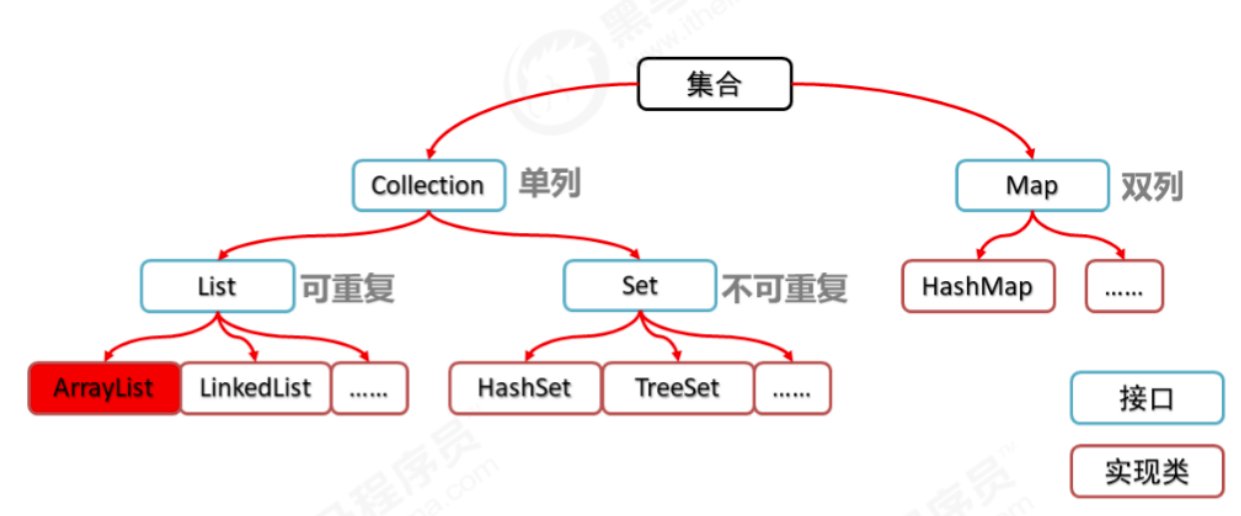 集合
Collection 单列
Map 双列
List 可重复
Set 不可重复
HashMap
......
ArrayList
LinkedList
......
HashSet
TreeSet
......
接口
实现类